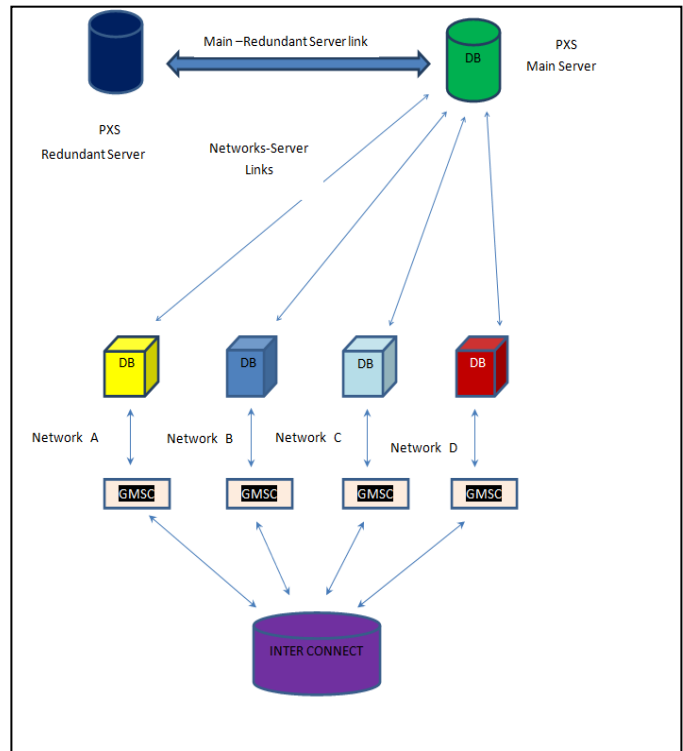 Main –Redundant Server link
DB
PXS
Main Server
PXS
Redundant Server
Networks-Server
Links
DB
DB
DB
DB
Network A
Network B
Network C
Network D
GMSC
GMSC
GMSC
GMSC
INTER CONNECT